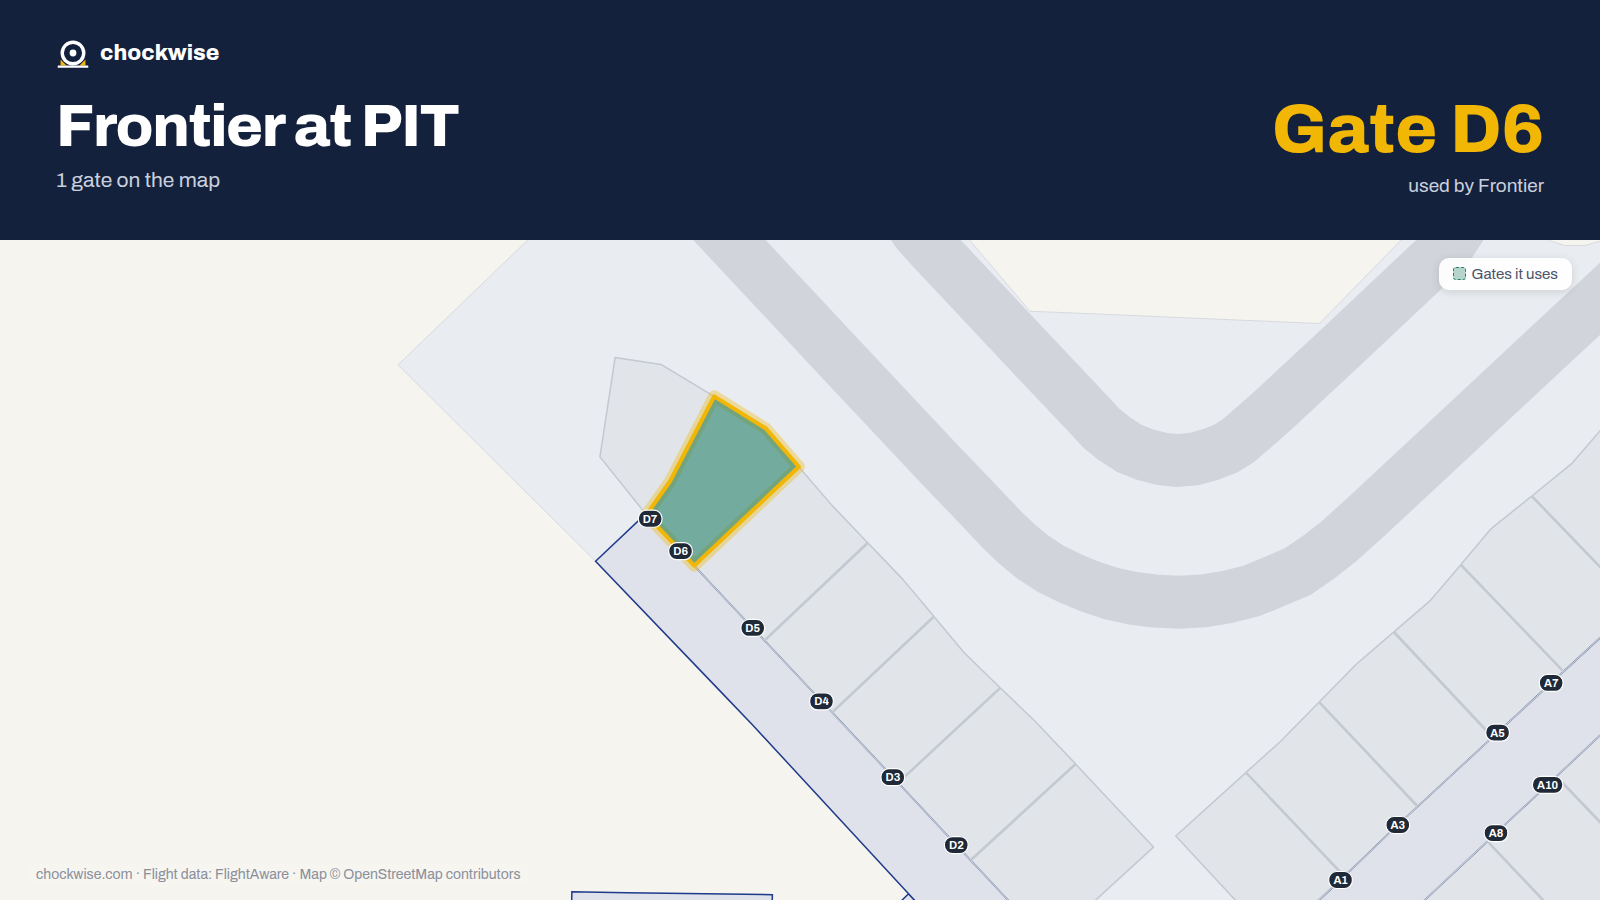 chockwise
Frontier at PIT
1 gate on the map
Gate D6
used by Frontier
Gates it uses
D7
D6
D5
D4
D3
D2
A7
A5
A10
A3
A8
A1
chockwise.com · Flight data: FlightAware · Map © OpenStreetMap contributors